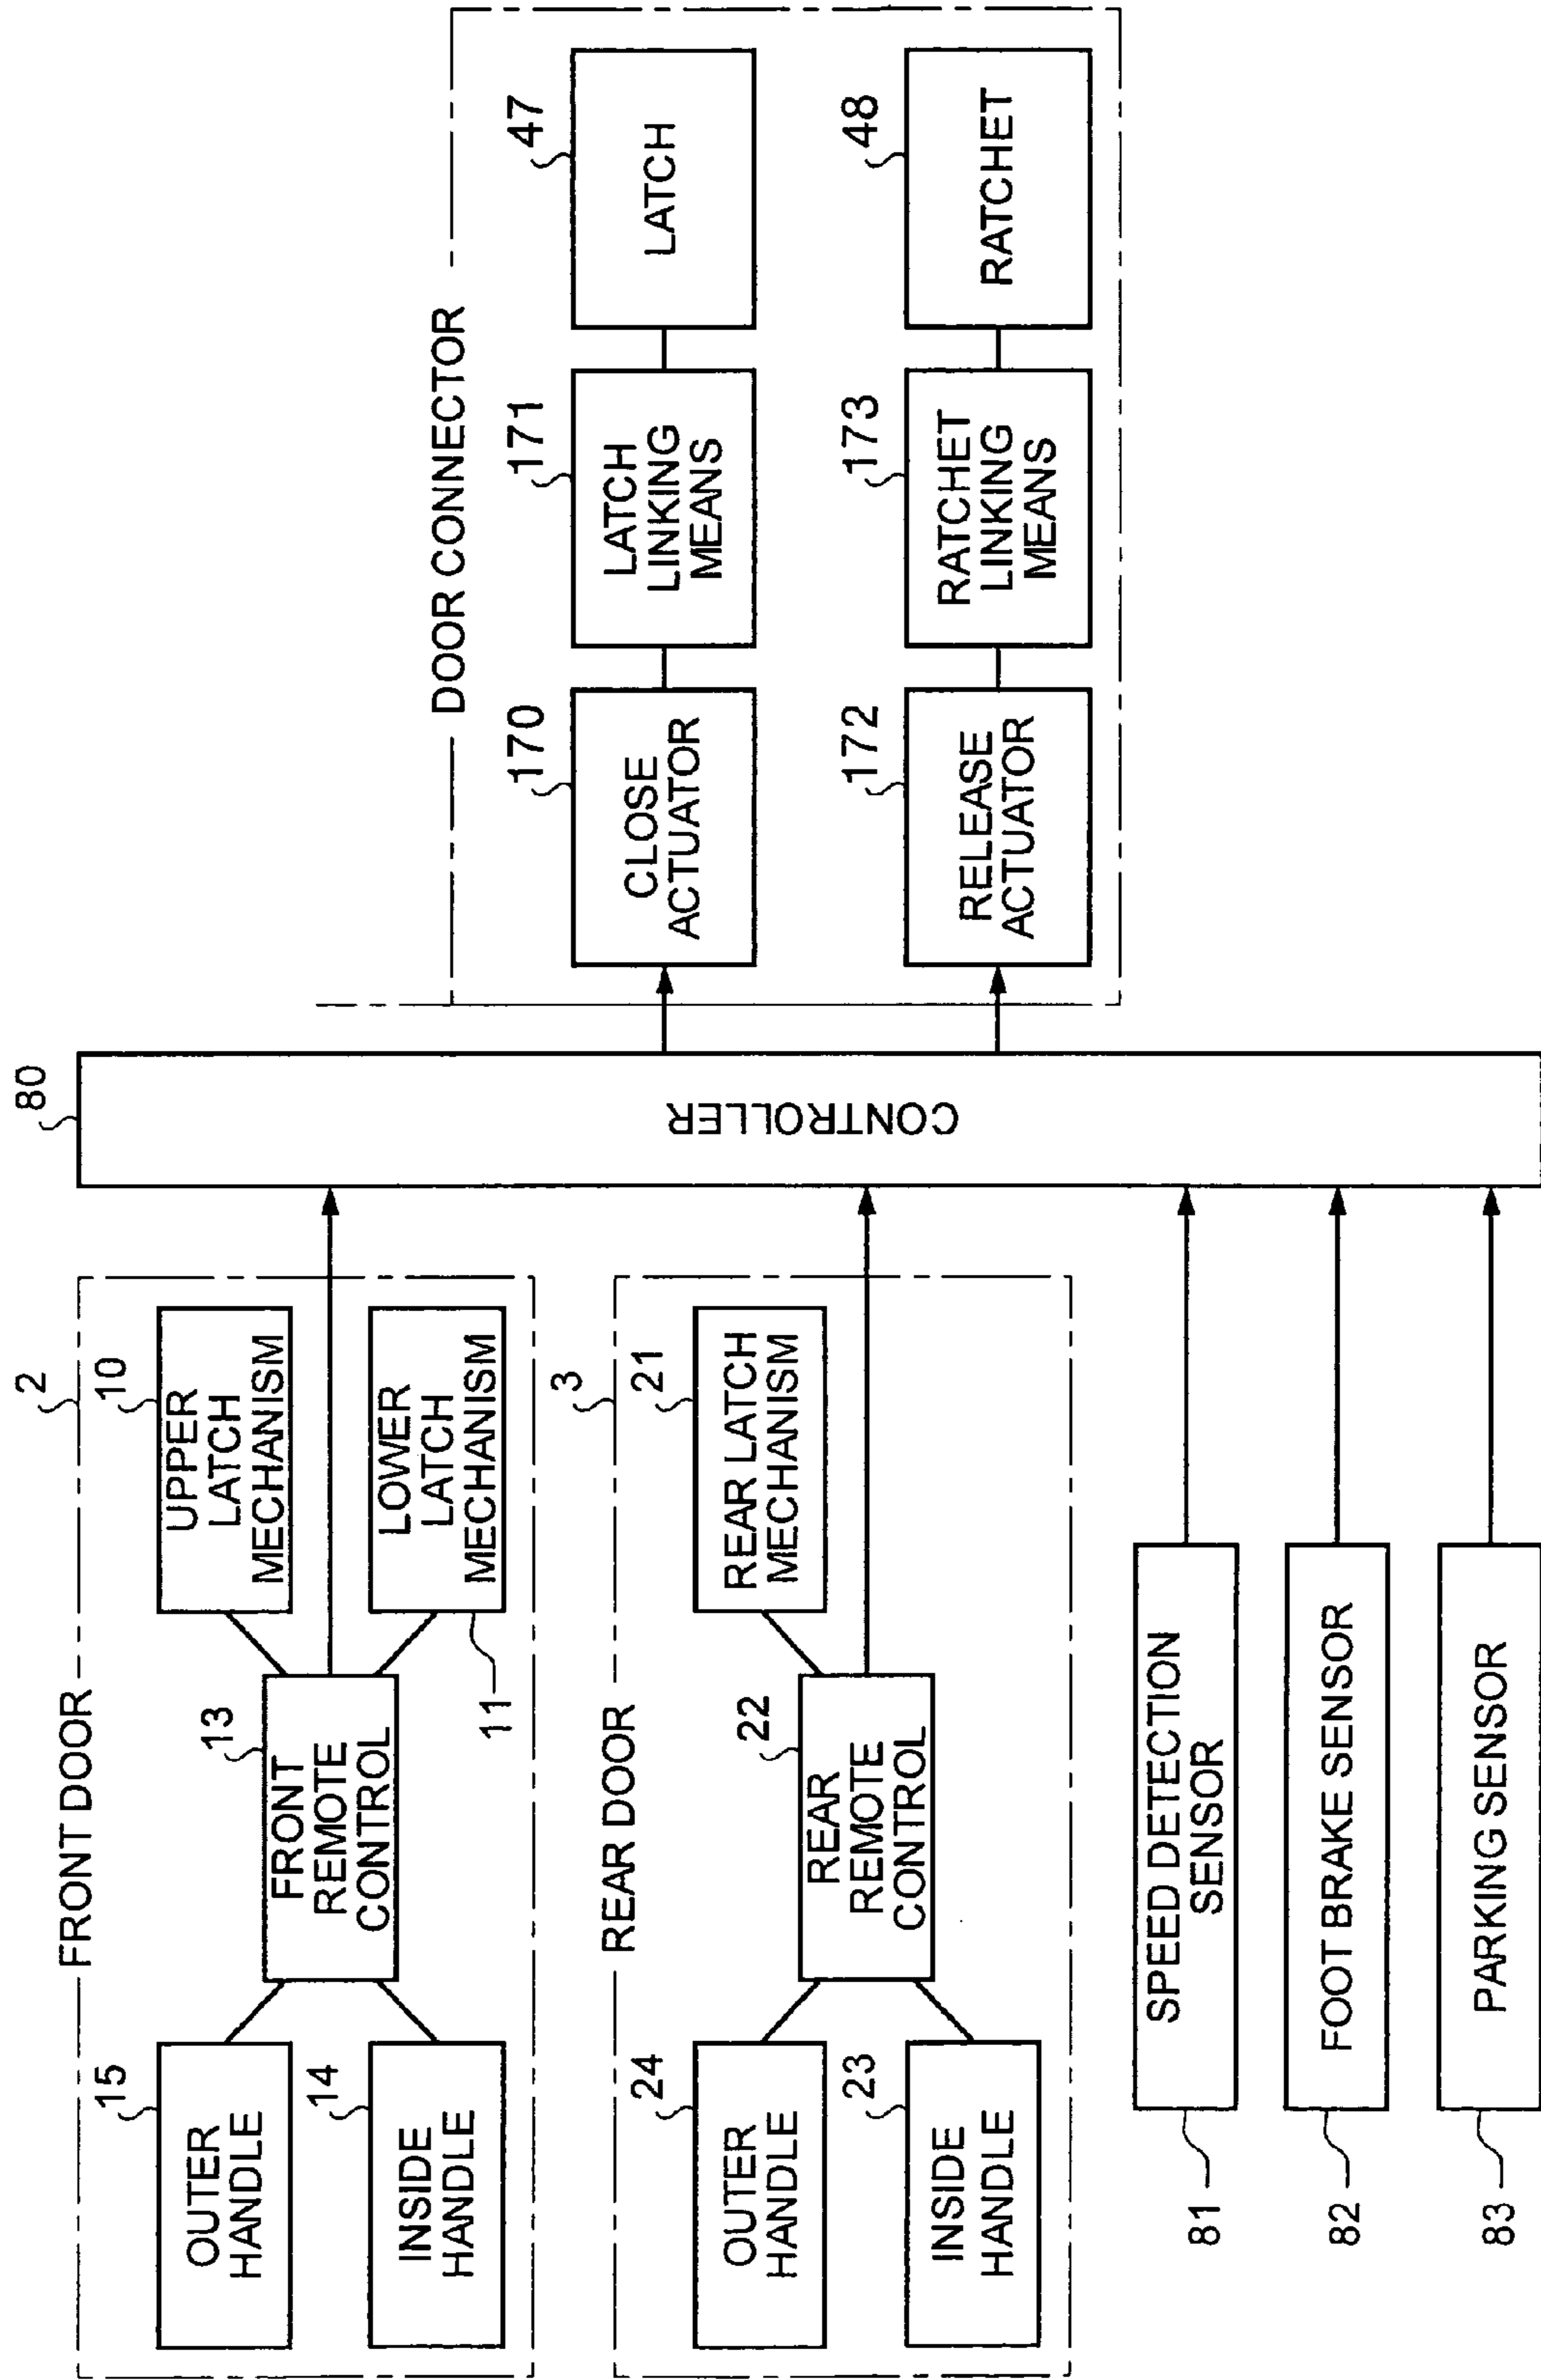 FRONT DOOR
2
15
OUTER
HANDLE
14
INSIDE
HANDLE
13
FRONT
REMOTE
CONTROL
10
UPPER
LATCH
MECHANISM
LOWER
LATCH
MECHANISM
11
REAR DOOR
3
24
OUTER
HANDLE
23
INSIDE
HANDLE
22
REAR
REMOTE
CONTROL
21
REAR LATCH
MECHANISM
SPEED DETECTION
SENSOR
81
FOOT BRAKE SENSOR
82
PARKING SENSOR
83
80
CONTROLLER
DOOR CONNECTOR
170
CLOSE
ACTUATOR
171
LATCH
LINKING
MEANS
47
LATCH
172
RELEASE
ACTUATOR
173
RATCHET
LINKING
MEANS
48
RATCHET